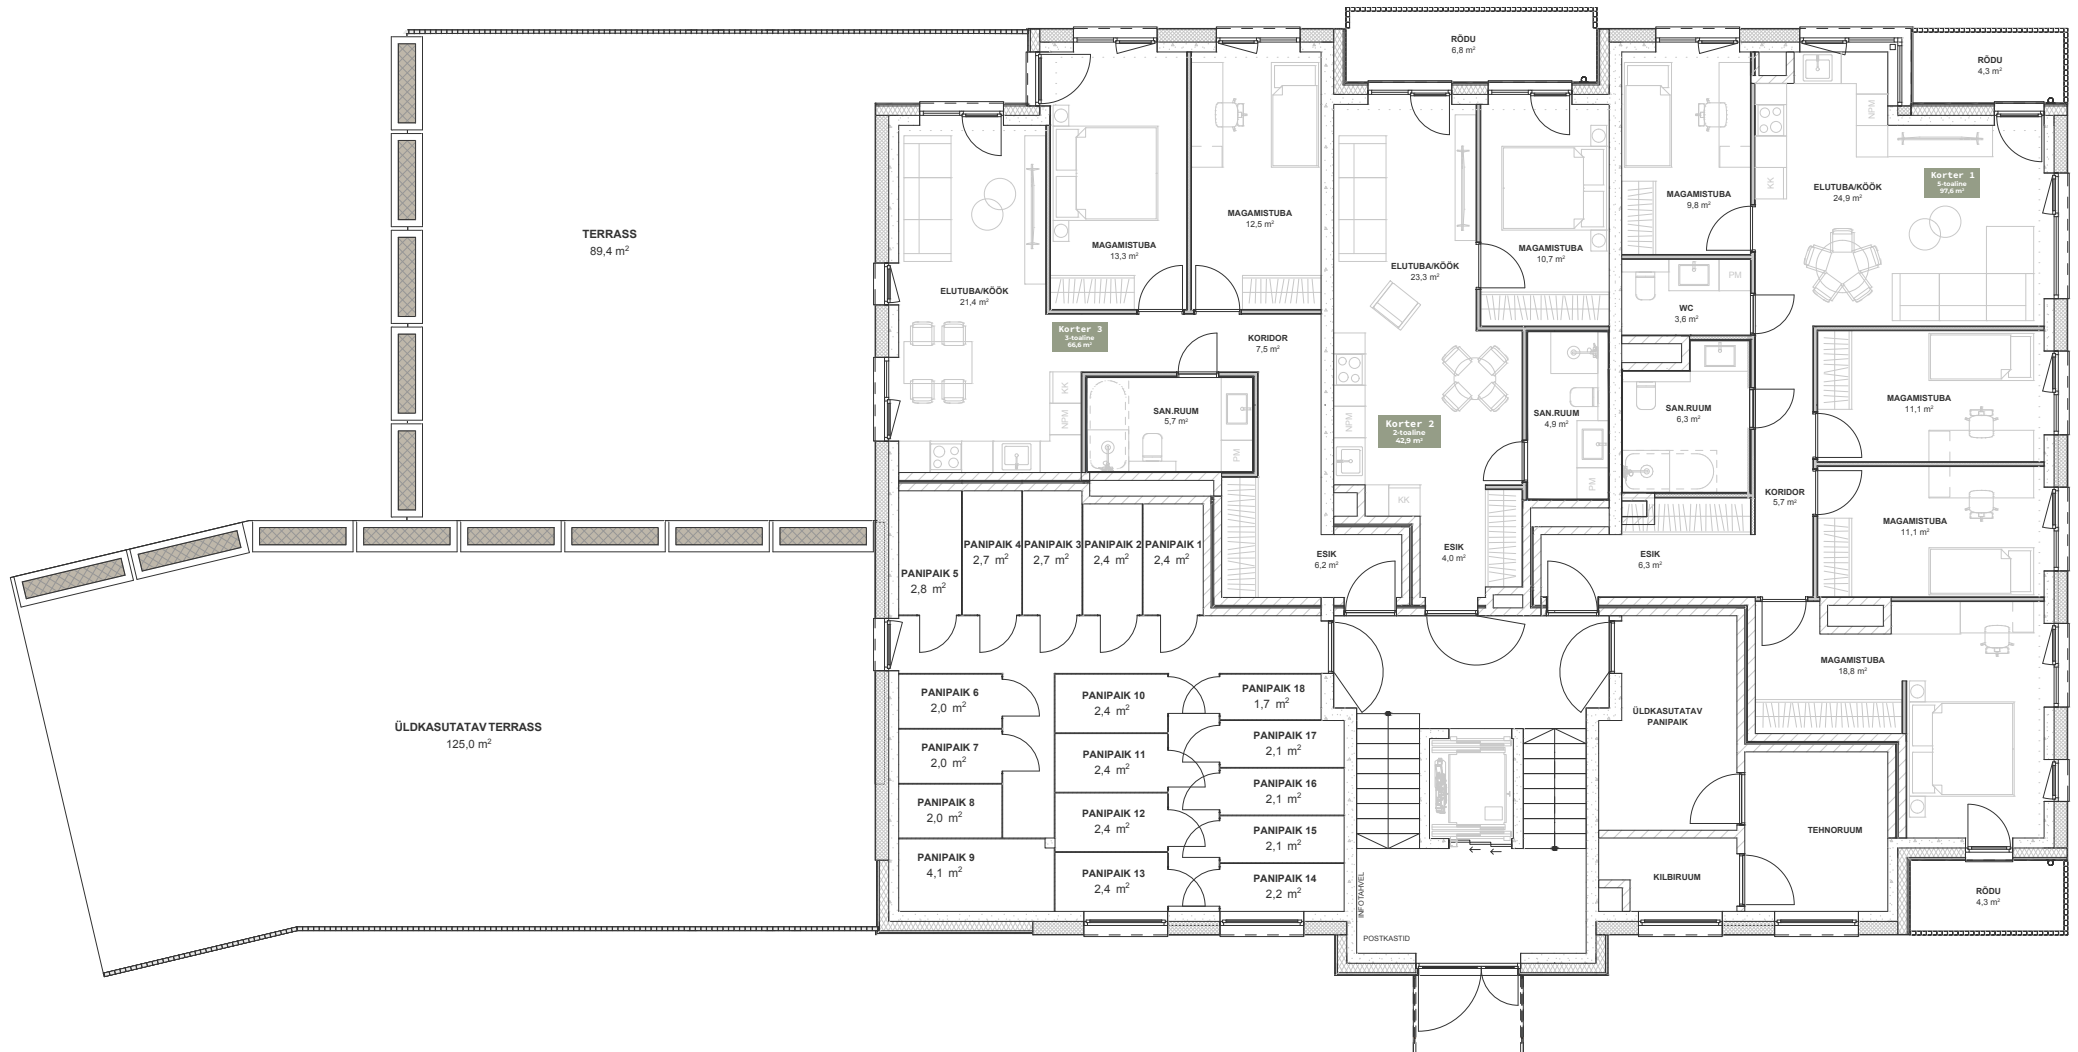 RÕDU
6,8 m²
RÕDU
4,3 m²
TERRASS
89,4 m²
ELUTUBA/KÖÖK
21,4 m²
MAGAMISTUBA
13,3 m²
MAGAMISTUBA
12,5 m²
Korter 3
3-toaline
66,6 m²
KORIDOR
7,5 m²
KK
NPM
SAN.RUUM
5,7 m²
PM
ESIK
6,2 m²
ELUTUBA/KÖÖK
23,3 m²
MAGAMISTUBA
10,7 m²
Korter 2
2-toaline
42,9 m²
NPM
KK
SAN.RUUM
4,9 m²
PM
ESIK
4,0 m²
MAGAMISTUBA
9,8 m²
KK
NPM
ELUTUBA/KÖÖK
24,9 m²
Korter 1
5-toaline
97,6 m²
WC
3,6 m²
PM
SAN.RUUM
6,3 m²
MAGAMISTUBA
11,1 m²
KORIDOR
5,7 m²
MAGAMISTUBA
11,1 m²
ESIK
6,3 m²
MAGAMISTUBA
18,8 m²
RÕDU
4,3 m²
PANIPAIK 5
2,8 m²
PANIPAIK 4
2,7 m²
PANIPAIK 3
2,7 m²
PANIPAIK 2
2,4 m²
PANIPAIK 1
2,4 m²
ÜLDKASUTATAV TERRASS
125,0 m²
PANIPAIK 6
2,0 m²
PANIPAIK 7
2,0 m²
PANIPAIK 8
2,0 m²
PANIPAIK 9
4,1 m²
PANIPAIK 10
2,4 m²
PANIPAIK 11
2,4 m²
PANIPAIK 12
2,4 m²
PANIPAIK 13
2,4 m²
PANIPAIK 18
1,7 m²
PANIPAIK 17
2,1 m²
PANIPAIK 16
2,1 m²
PANIPAIK 15
2,1 m²
PANIPAIK 14
2,2 m²
INFOTAHVEL
POSTKASTID
ÜLDKASUTATAV
PANIPAIK
TEHNORUUM
KILBIRUUM